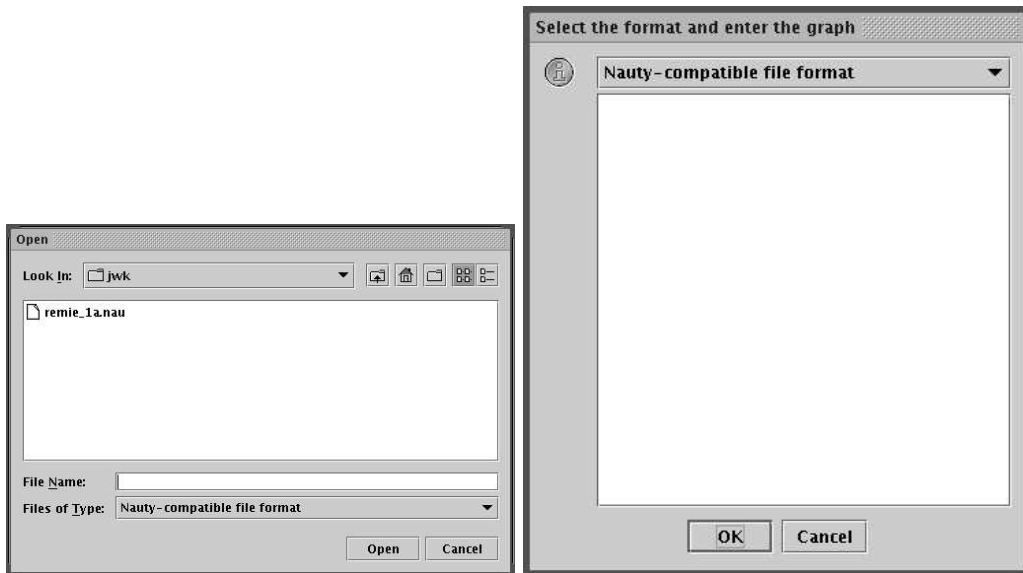 Open
Look In: jwk
remie_1a.nau
File Name:
Files of Type: Nauty-compatible file format
Open Cancel
Select the format and enter the graph
Nauty-compatible file format
OK Cancel